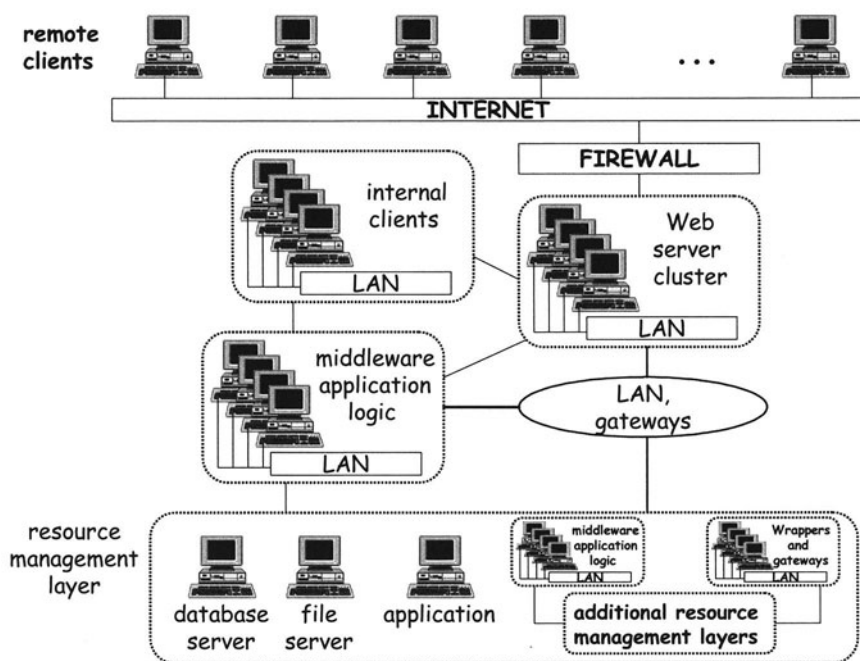 remote
clients
. . .
INTERNET
FIREWALL
internal
clients
LAN
Web
server
cluster
LAN
middleware
application
logic
LAN
LAN,
gateways
resource
management
layer
database
server
file
server
application
middleware
application
logic
LAN
Wrappers
and
gateways
LAN
additional resource
management layers